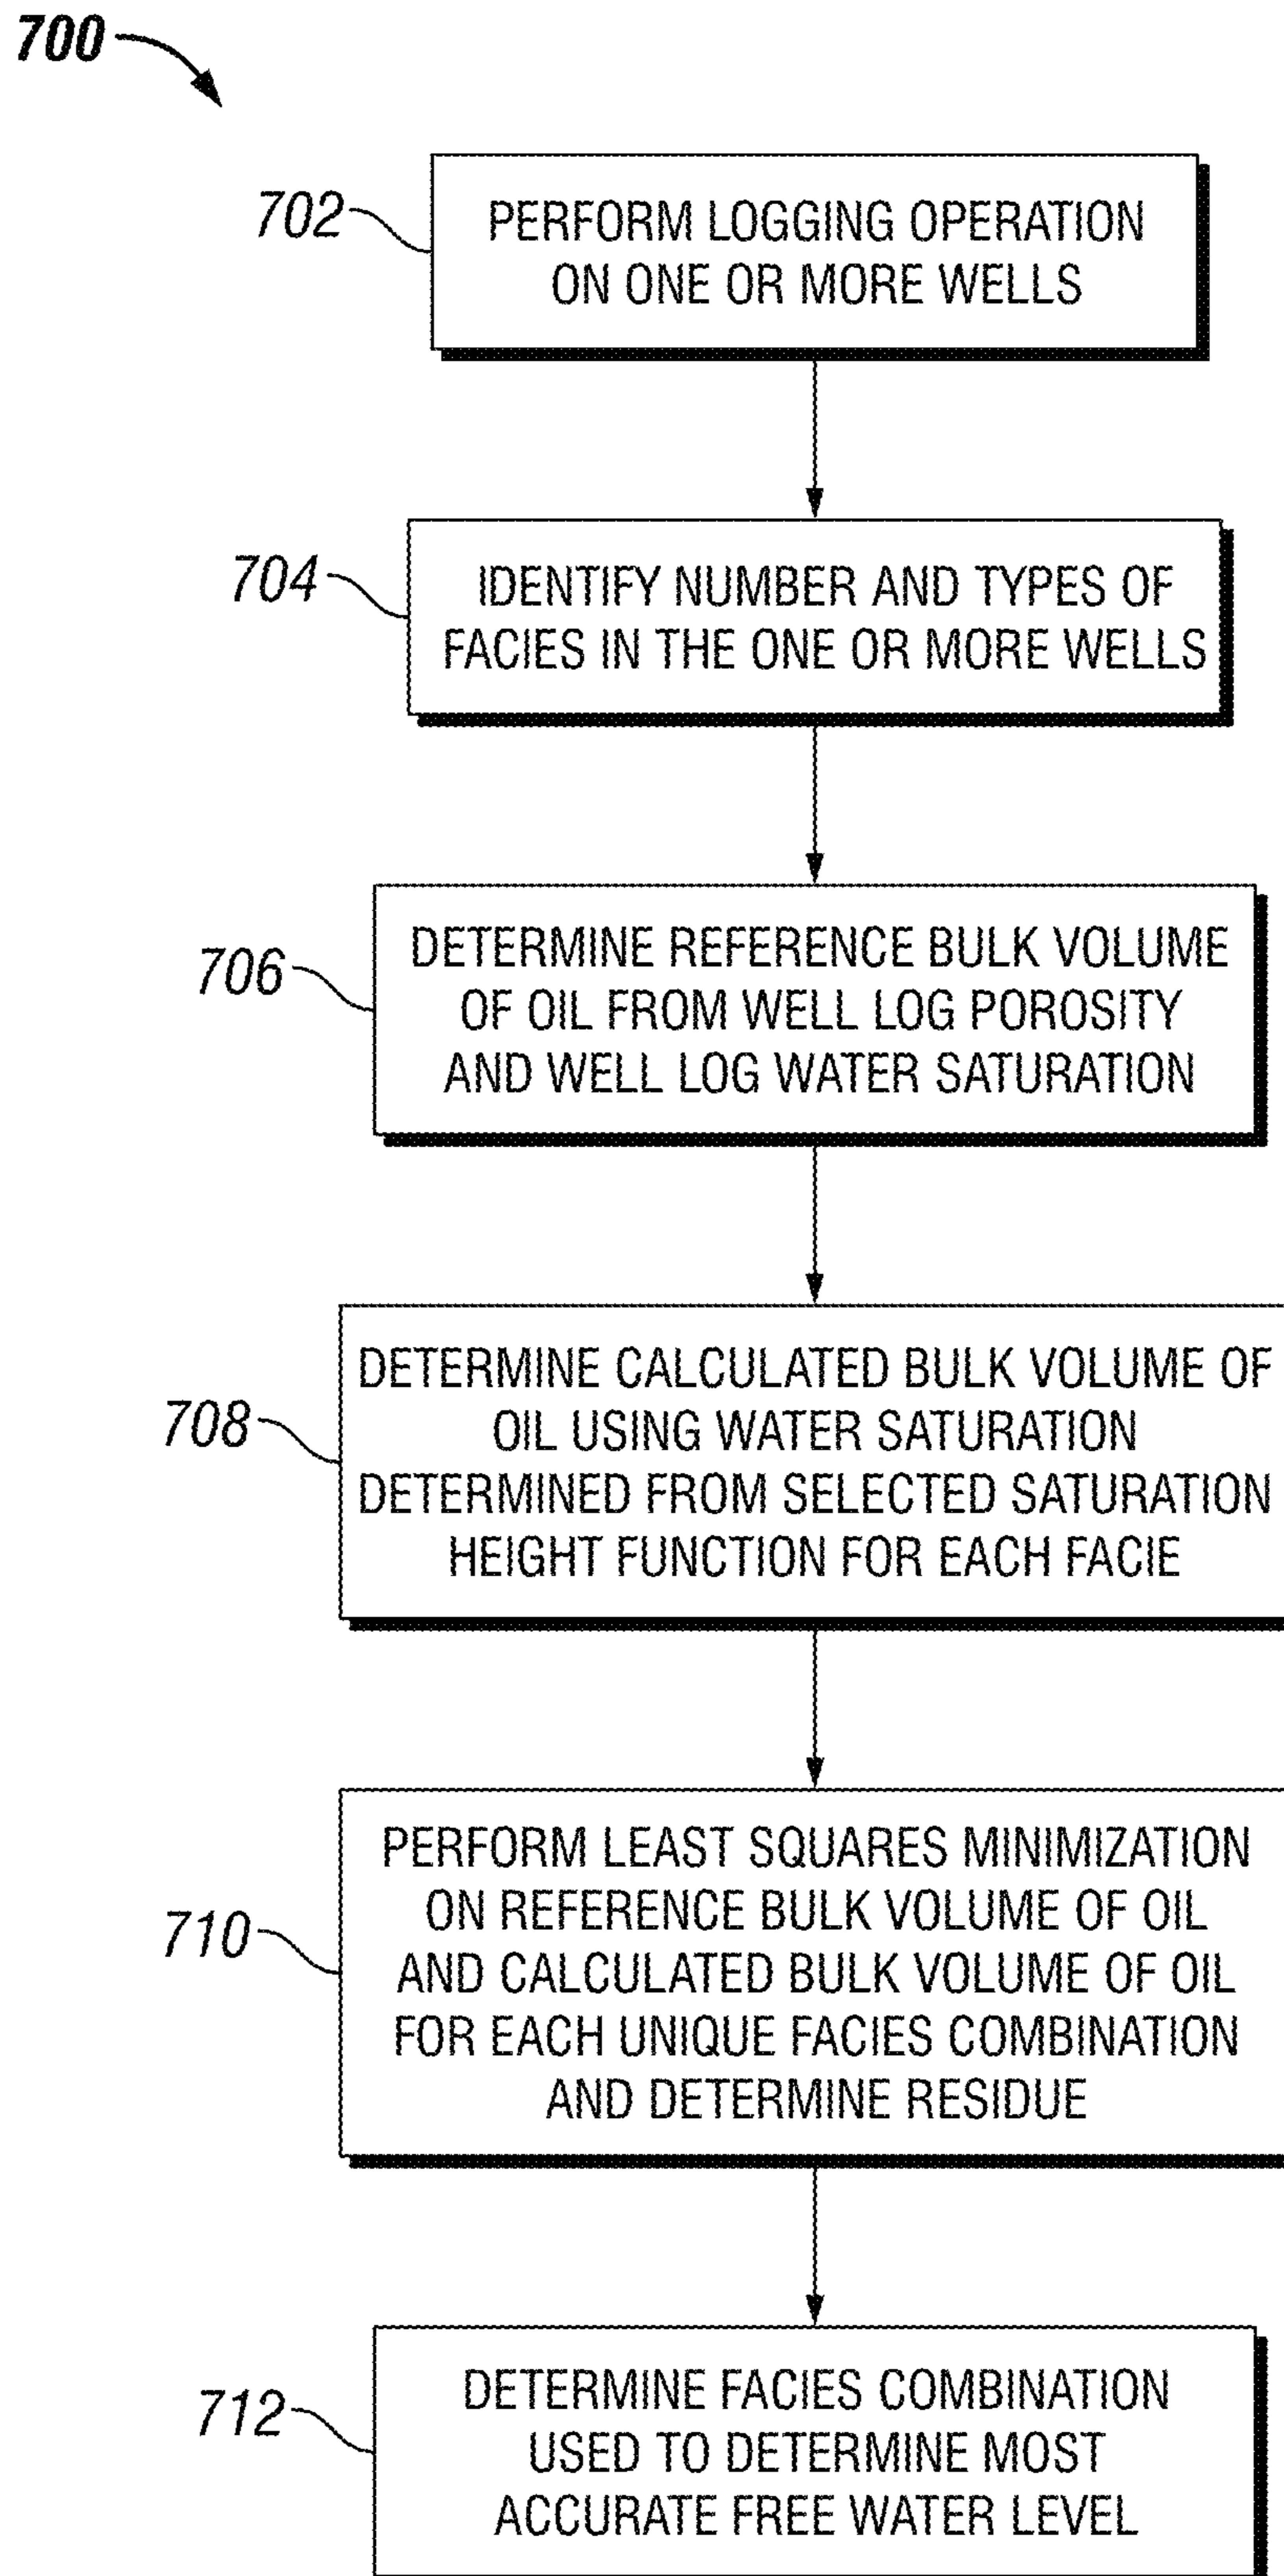 700
702
PERFORM LOGGING OPERATION
ON ONE OR MORE WELLS
704
IDENTIFY NUMBER AND TYPES OF
FACIES IN THE ONE OR MORE WELLS
706
DETERMINE REFERENCE BULK VOLUME
OF OIL FROM WELL LOG POROSITY
AND WELL LOG WATER SATURATION
708
DETERMINE CALCULATED BULK VOLUME OF
OIL USING WATER SATURATION
DETERMINED FROM SELECTED SATURATION
HEIGHT FUNCTION FOR EACH FACIE
710
PERFORM LEAST SQUARES MINIMIZATION
ON REFERENCE BULK VOLUME OF OIL
AND CALCULATED BULK VOLUME OF OIL
FOR EACH UNIQUE FACIES COMBINATION
AND DETERMINE RESIDUE
712
DETERMINE FACIES COMBINATION
USED TO DETERMINE MOST
ACCURATE FREE WATER LEVEL